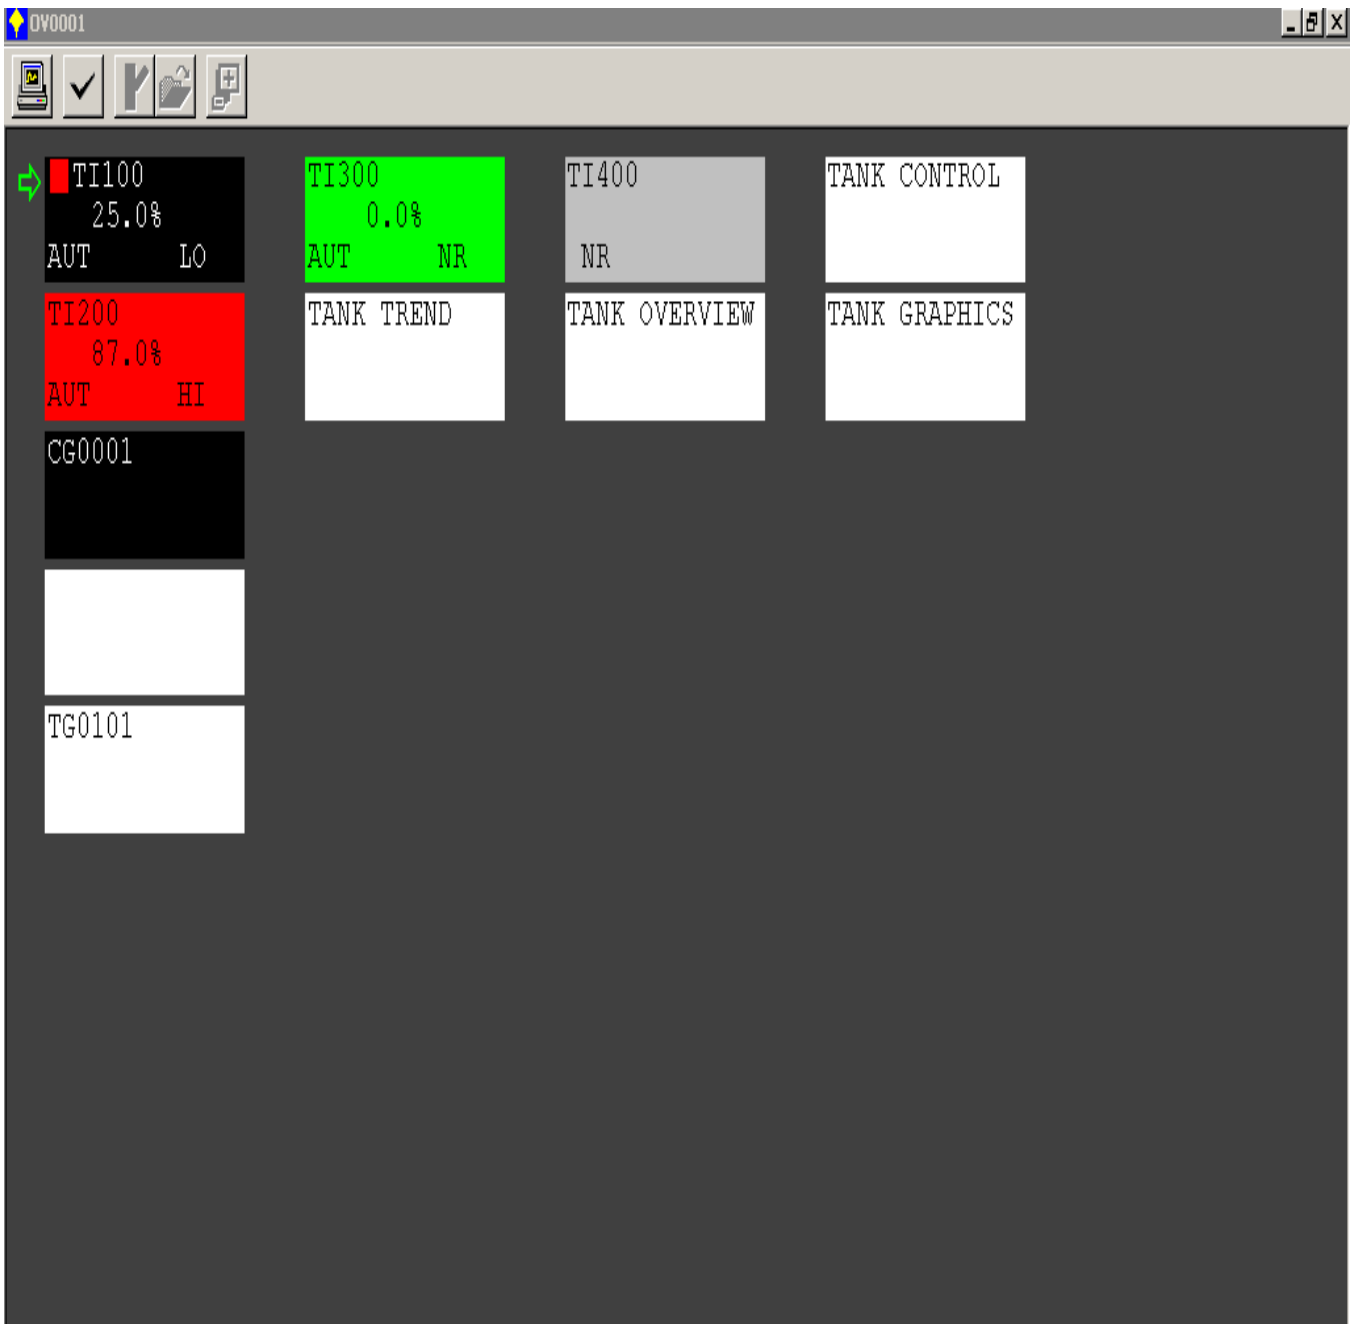 OV0001
TI100
25.0%
AUT LO
TI300
0.0%
AUT NR
TI400
NR
TANK CONTROL
TI200
87.0%
AUT HI
TANK TREND
TANK OVERVIEW
TANK GRAPHICS
CG0001
TG0101